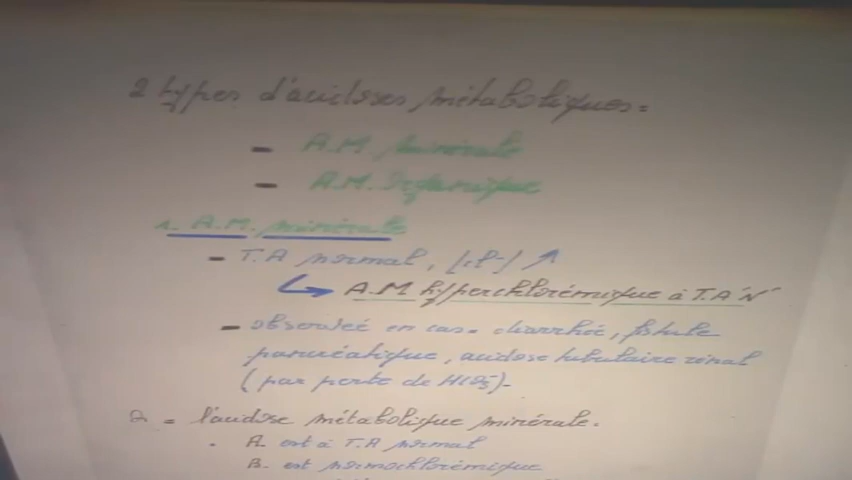 2 types d'acidoses métaboliques =
- A.M. minérale
- A.M. Organique
1. A.M. minérale
- T.A normal, [cl-] ↗
↳ A.M hyperchlorémique à T.A "N"
- observée en cas. diarrhée, fistule
pancréatique, acidose tubulaire rénal
(par perte de HCO3-)-
Q = l'acidose métabolique minérale.
. A. est à T.A normal
B. est normochlorémique